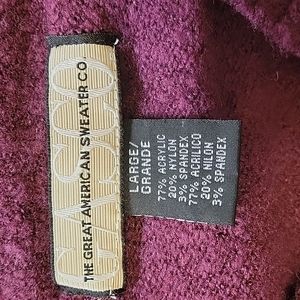 GASCO
THE GREAT AMERICAN SWEATER CO.
LARGE/
GRANDE
77% ACRYLIC
20% NYLON
3% SPANDEX
77% ACRILICO
20% NILON
3% SPANDEX